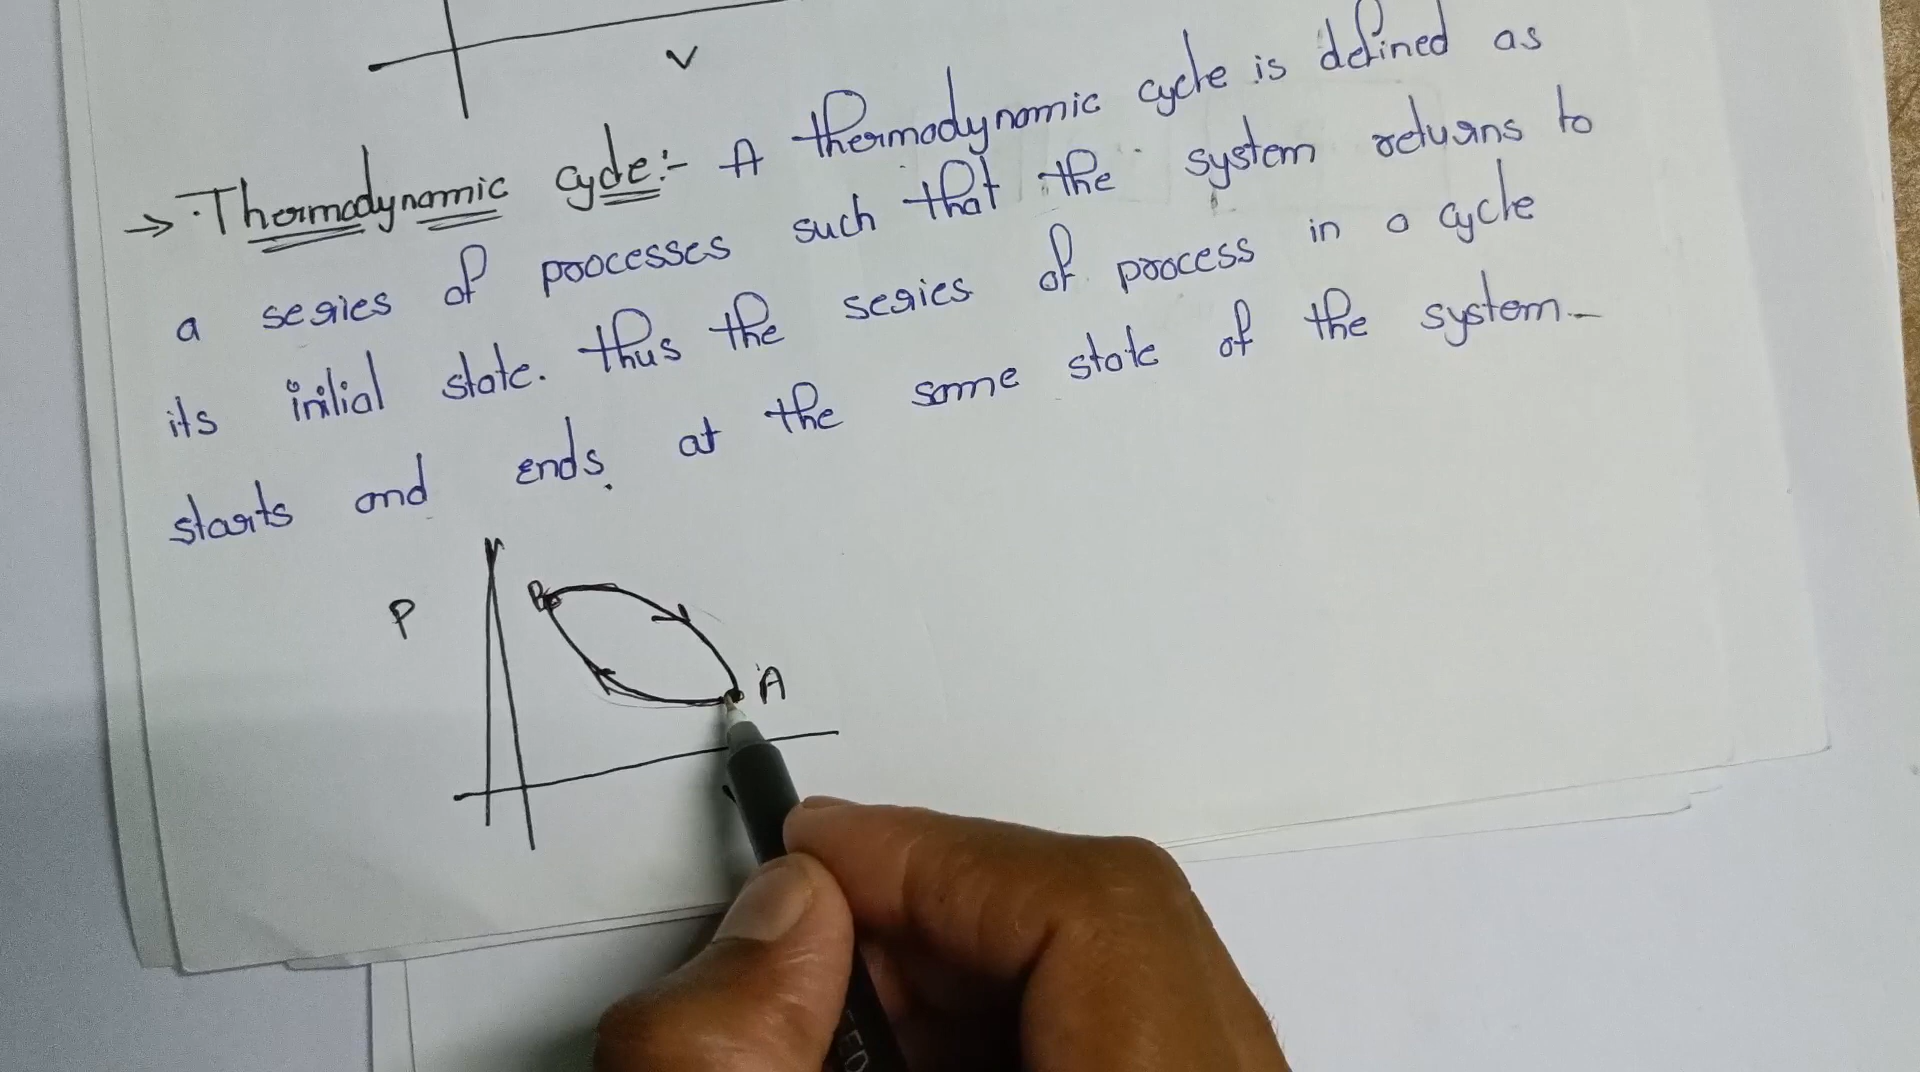 V
→ Thermodynamic cycle:- A thermodynamic cycle is defined as
a series of processes such that the system returns to
its initial state. thus the series of process in a cycle
starts and ends. at the same state of the system.
P
B
A